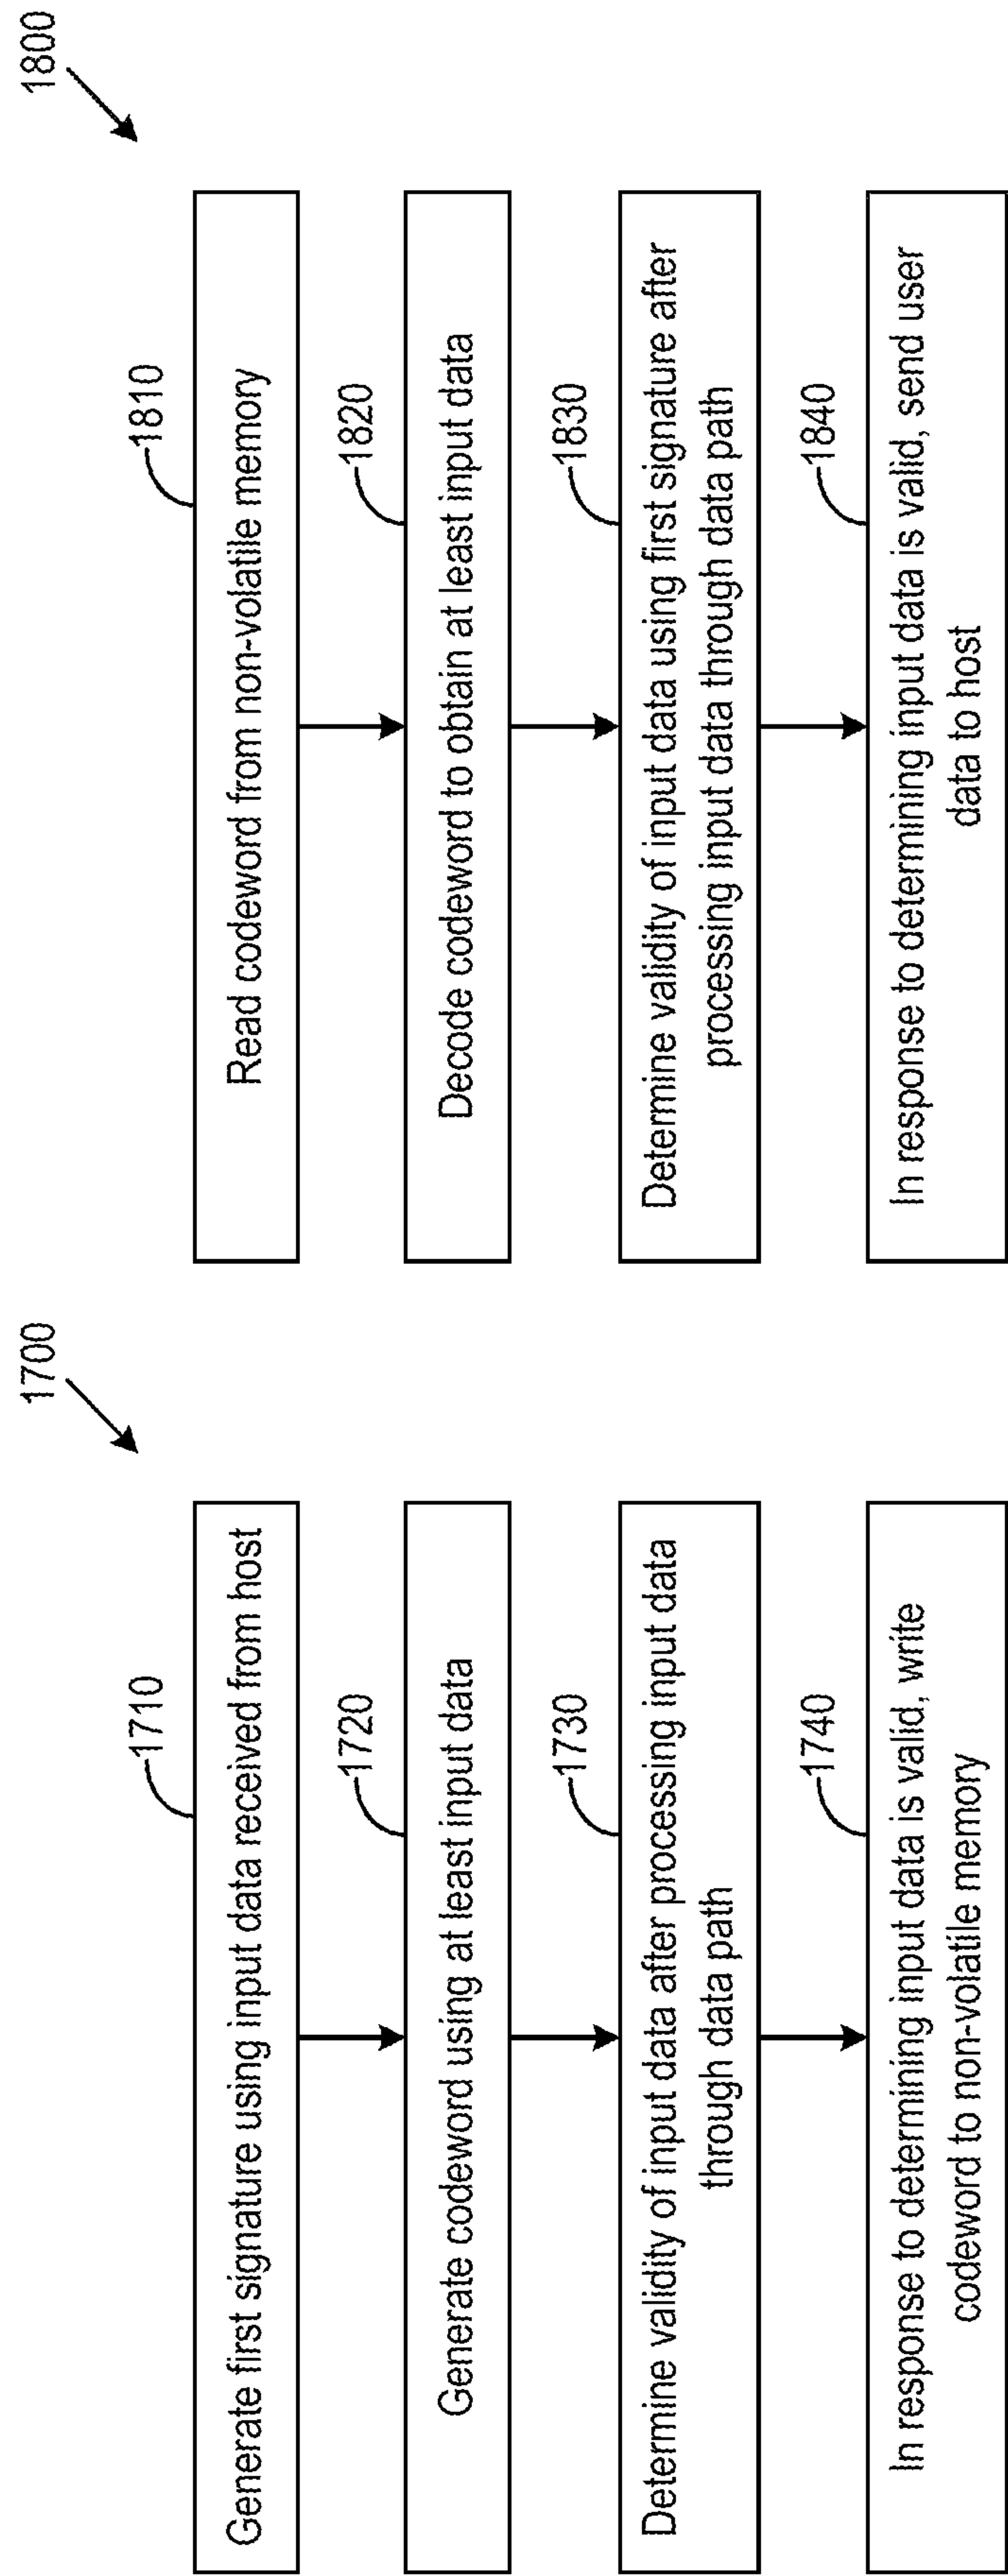 1700
1710
Generate first signature using input data received from host
1720
Generate codeword using at least input data
1730
Determine validity of input data after processing input data
through data path
1740
In response to determining input data is valid, write
codeword to non-volatile memory
1800
1810
Read codeword from non-volatile memory
1820
Decode codeword to obtain at least input data
1830
Determine validity of input data using first signature after
processing input data through data path
1840
In response to determining input data is valid, send user
data to host